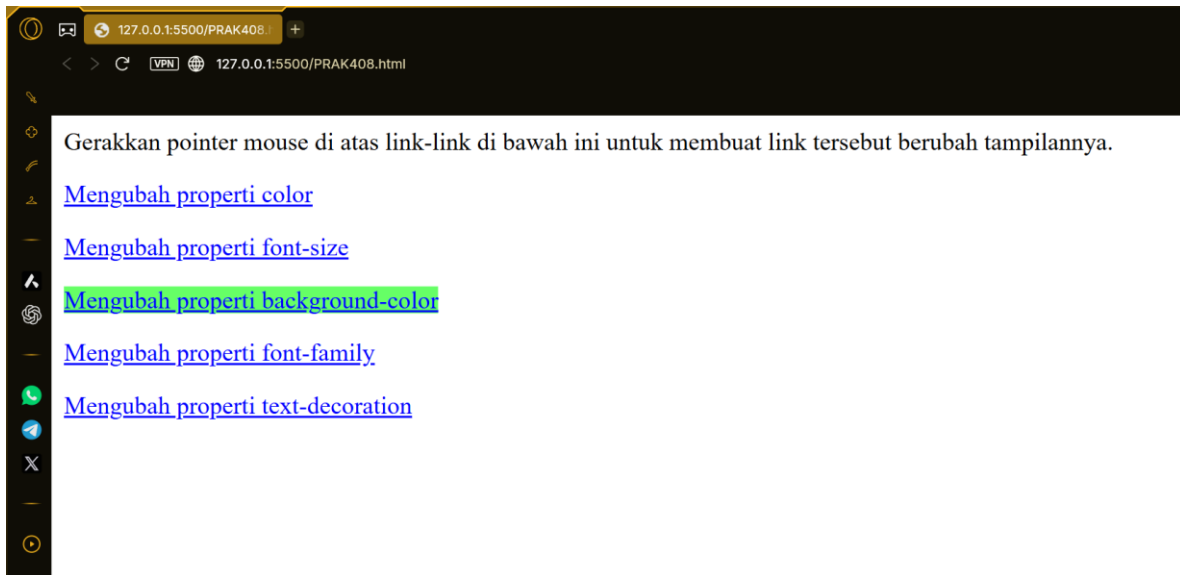 127.0.0.1:5500/PRAK408.h
VPN 127.0.0.1:5500/PRAK408.html
Gerakkan pointer mouse di atas link-link di bawah ini untuk membuat link tersebut berubah tampilannya.
Mengubah properti color
Mengubah properti font-size
Mengubah properti background-color
Mengubah properti font-family
Mengubah properti text-decoration